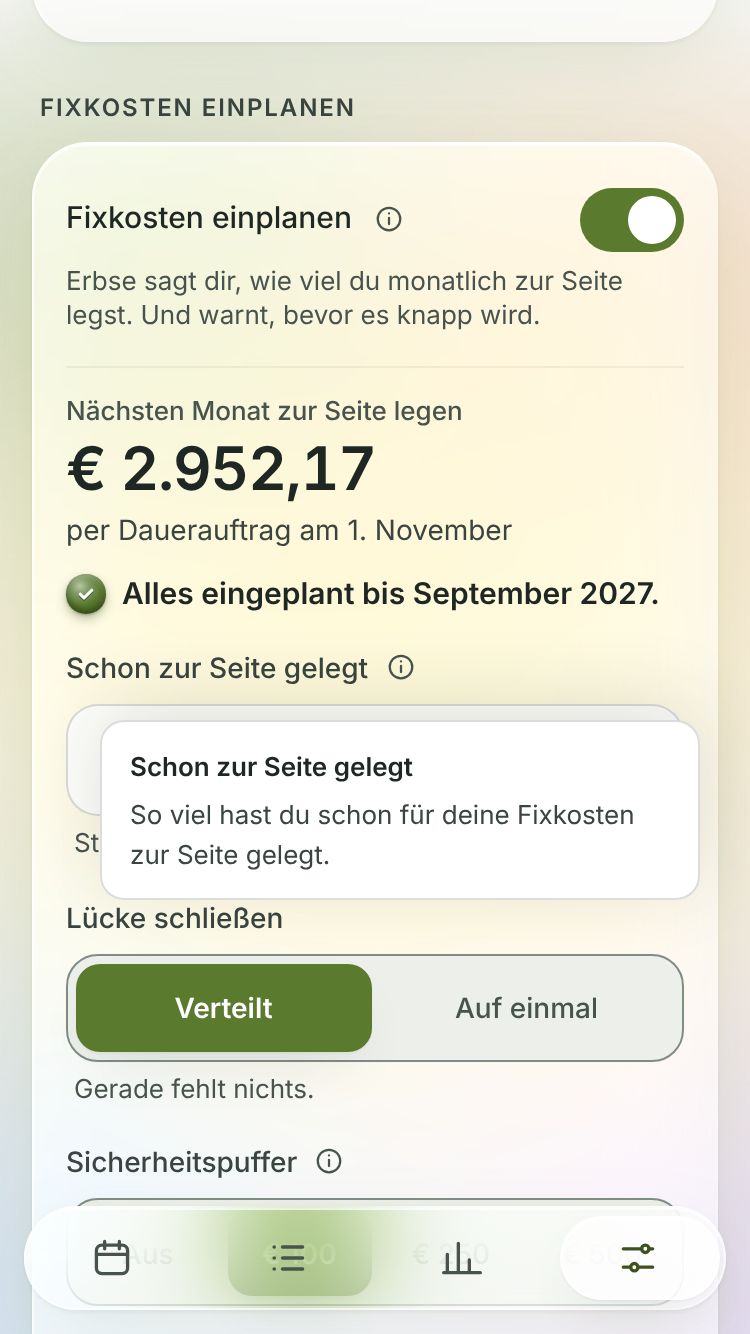 FIXKOSTEN EINPLANEN
Fixkosten einplanen
Erbse sagt dir, wie viel du monatlich zur Seite
legst. Und warnt, bevor es knapp wird.
Nächsten Monat zur Seite legen
€ 2.952,17
per Dauerauftrag am 1. November
Alles eingeplant bis September 2027.
Schon zur Seite gelegt
Schon zur Seite gelegt
So viel hast du schon für deine Fixkosten
zur Seite gelegt.
St
Lücke schließen
Verteilt Auf einmal
Gerade fehlt nichts.
Sicherheitspuffer
Aus